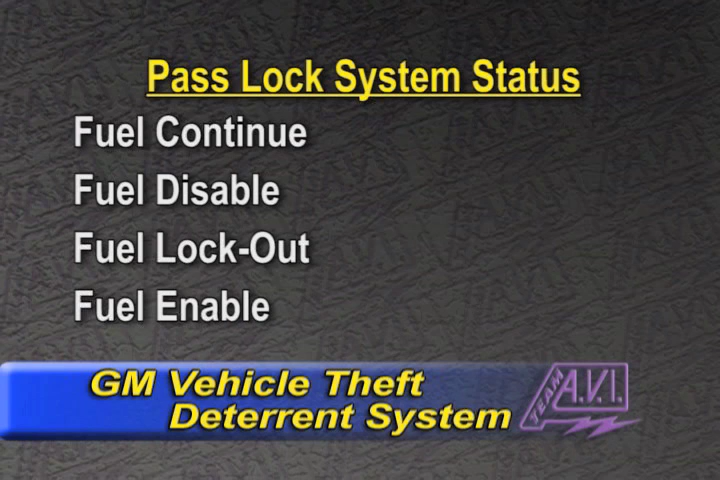 Pass Lock System Status
Fuel Continue
Fuel Disable
Fuel Lock-Out
Fuel Enable
GM Vehicle Theft
Deterrent System
TEAM A.V.I.